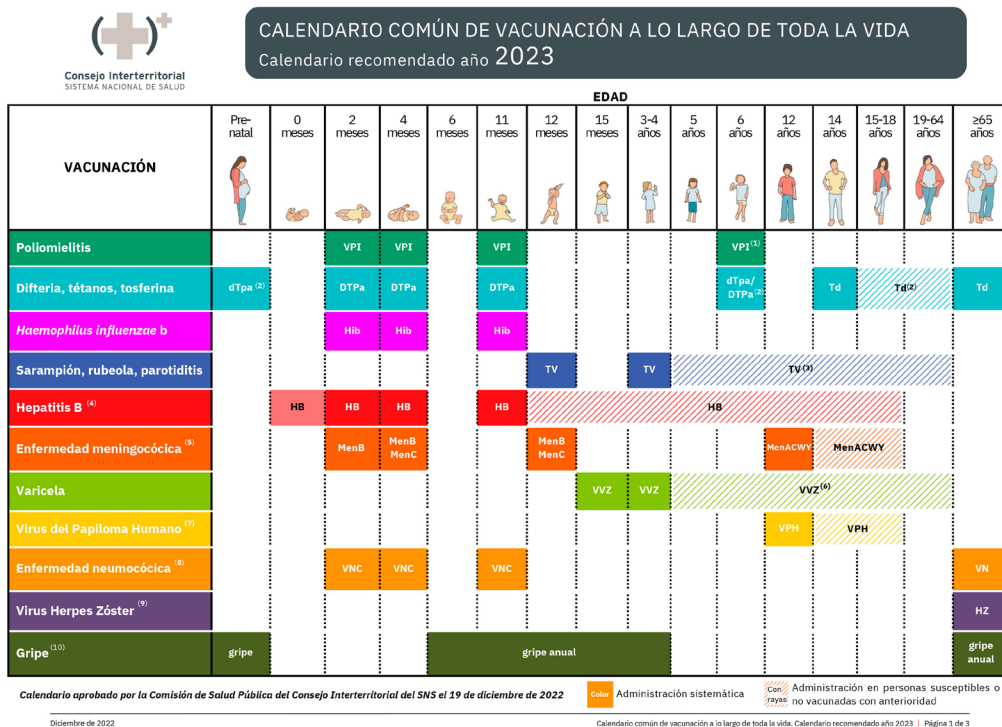 CALENDARIO COMÚN DE VACUNACIÓN A LO LARGO DE TODA LA VIDA
Calendario recomendado año 2023
Consejo Interterritorial
SISTEMA NACIONAL DE SALUD
EDAD
VACUNACIÓN
Pre-natal
0 meses
2 meses
4 meses
6 meses
11 meses
12 meses
15 meses
3-4 años
5 años
6 años
12 años
14 años
15-18 años
19-64 años
≥65 años
Poliomielitis
VPI VPI VPI VPI(1)
Difteria, tétanos, tosferina
dTpa (2) DTPa DTPa DTPa dTpa/ DTPa(2) Td Td(2) Td
Haemophilus influenzae b
Hib Hib Hib
Sarampión, rubeola, parotiditis
TV TV TV(3)
Hepatitis B (4)
HB HB HB HB HB
Enfermedad meningocócica (5)
MenB MenB MenC MenB MenC MenACWY MenACWY
Varicela
VVZ VVZ VVZ(6)
Virus del Papiloma Humano (7)
VPH VPH
Enfermedad neumocócica (8)
VNC VNC VNC VN
Virus Herpes Zóster (9)
HZ
Gripe (10)
gripe gripe anual gripe anual
Calendario aprobado por la Comisión de Salud Pública del Consejo Interterritorial del SNS el 19 de diciembre de 2022
Color Administración sistemática
Con rayas Administración en personas susceptibles o no vacunadas con anterioridad
Diciembre de 2022
Calendario común de vacunación a lo largo de toda la vida. Calendario recomendado año 2023 | Página 1 de 3